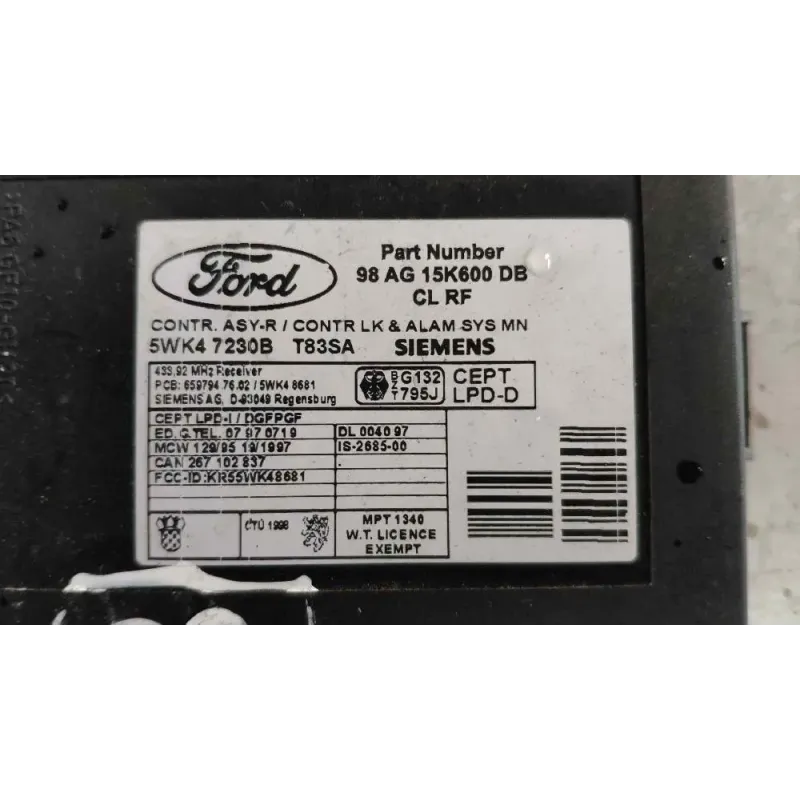 Ford
Part Number
98 AG 15K600 DB
CL RF
CONTR. ASY-R / CONTR LK & ALAM SYS MN
5WK4 7230B T83SA SIEMENS
433,92 MHz Receiver
PCB: 659794 76.02 / 5WK4 8681
SIEMENS AG, D-93049 Regensburg
BZT G132
795J
CEPT
LPD-D
CEPT LPD-I / DGFPGF
ED. G.TEL. 07 97 0719
MCW 129/95 19/1997
CAN 267 102 837
FCC-ID:KR55WK48681
DL 0040 97
IS-2685-00
ČTÚ 1998
MPT 1340
W.T. LICENCE
EXEMPT